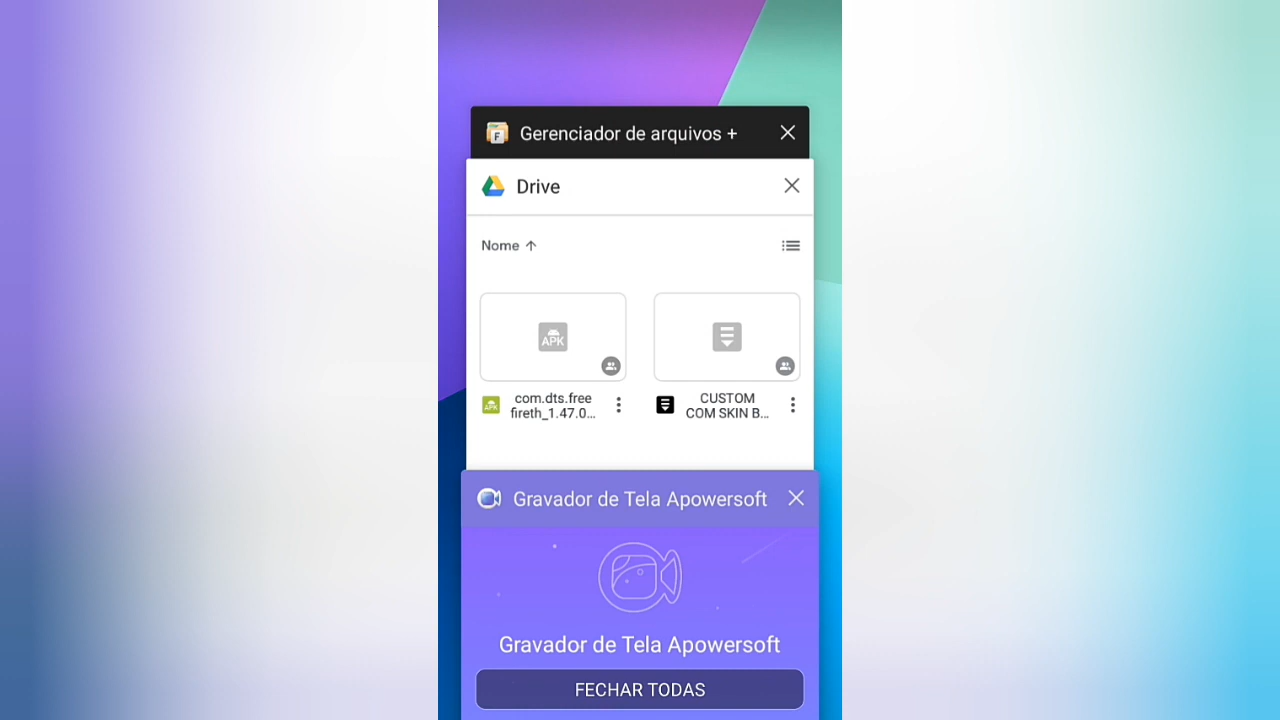 Gerenciador de arquivos +
Drive
Nome
APK
APK
com.dts.free
fireth_1.47.0...
CUSTOM
COM SKIN B...
Gravador de Tela Apowersoft
Gravador de Tela Apowersoft
FECHAR TODAS